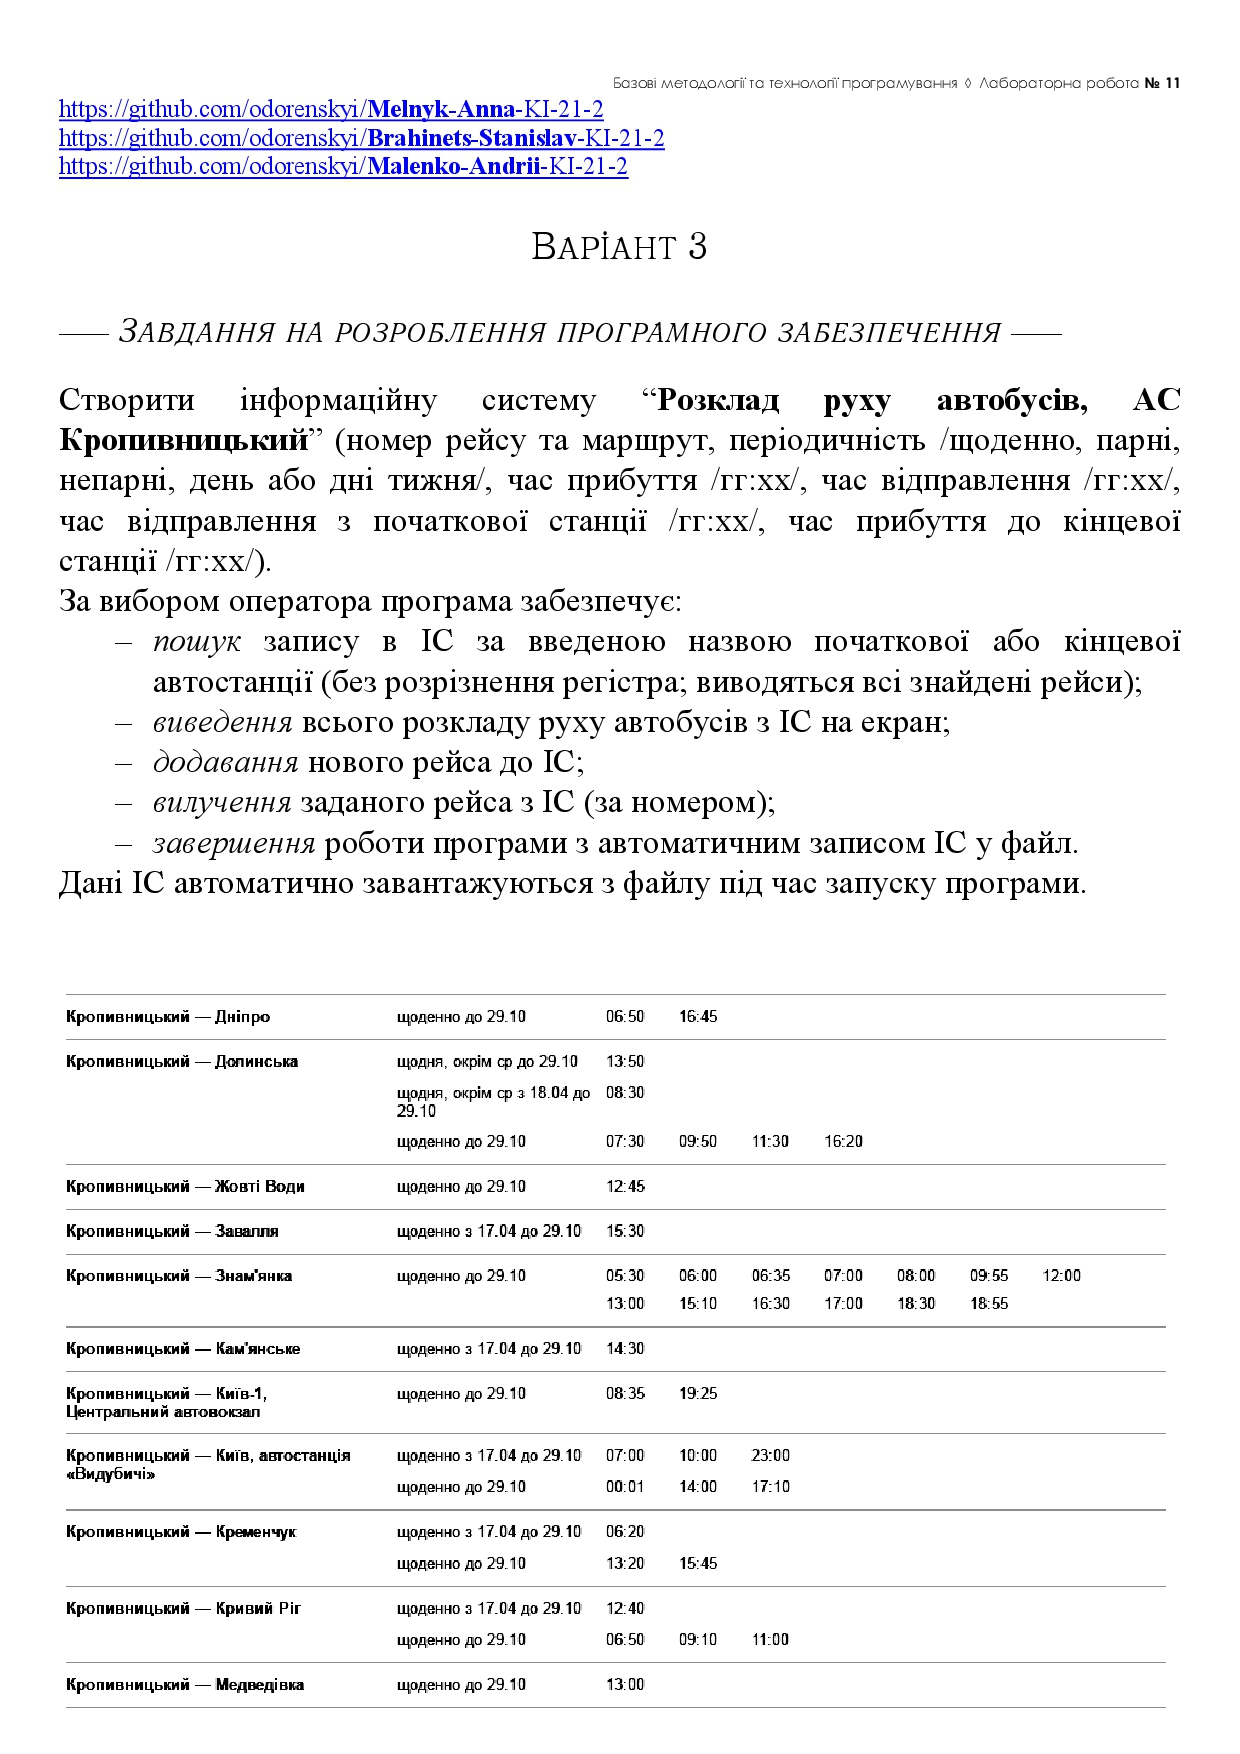 Базові методології та технології програмування ◊ Лабораторна робота № 11
https://github.com/odorenskyi/Melnyk-Anna-KI-21-2
https://github.com/odorenskyi/Brahinets-Stanislav-KI-21-2
https://github.com/odorenskyi/Malenko-Andrii-KI-21-2
ВАРІАНТ 3
ЗАВДАННЯ НА РОЗРОБЛЕННЯ ПРОГРАМНОГО ЗАБЕЗПЕЧЕННЯ
Створити інформаційну систему “Розклад руху автобусів, АС
Кропивницький” (номер рейсу та маршрут, періодичність /щоденно, парні,
непарні, день або дні тижня/, час прибуття /гг:хх/, час відправлення /гг:хх/,
час відправлення з початкової станції /гг:хх/, час прибуття до кінцевої
станції /гг:хх/).
За вибором оператора програма забезпечує:
– пошук запису в ІС за введеною назвою початкової або кінцевої
автостанції (без розрізнення регістра; виводяться всі знайдені рейси);
– виведення всього розкладу руху автобусів з ІС на екран;
– додавання нового рейса до ІС;
– вилучення заданого рейса з ІС (за номером);
– завершення роботи програми з автоматичним записом ІС у файл.
Дані ІС автоматично завантажуються з файлу під час запуску програми.
Кропивницький — Дніпро щоденно до 29.10 06:50 16:45
Кропивницький — Долинська щодня, окрім ср до 29.10 13:50
щодня, окрім ср з 18.04 до 08:30
29.10
щоденно до 29.10 07:30 09:50 11:30 16:20
Кропивницький — Жовті Води щоденно до 29.10 12:45
Кропивницький — Завалля щоденно з 17.04 до 29.10 15:30
Кропивницький — Знам'янка щоденно до 29.10 05:30 06:00 06:35 07:00 08:00 09:55 12:00
13:00 15:10 16:30 17:00 18:30 18:55
Кропивницький — Кам'янське щоденно з 17.04 до 29.10 14:30
Кропивницький — Київ-1, щоденно до 29.10 08:35 19:25
Центральний автовокзал
Кропивницький — Київ, автостанція щоденно з 17.04 до 29.10 07:00 10:00 23:00
«Видубичі»
щоденно до 29.10 00:01 14:00 17:10
Кропивницький — Кременчук щоденно з 17.04 до 29.10 06:20
щоденно до 29.10 13:20 15:45
Кропивницький — Кривий Ріг щоденно з 17.04 до 29.10 12:40
щоденно до 29.10 06:50 09:10 11:00
Кропивницький — Медведівка щоденно до 29.10 13:00